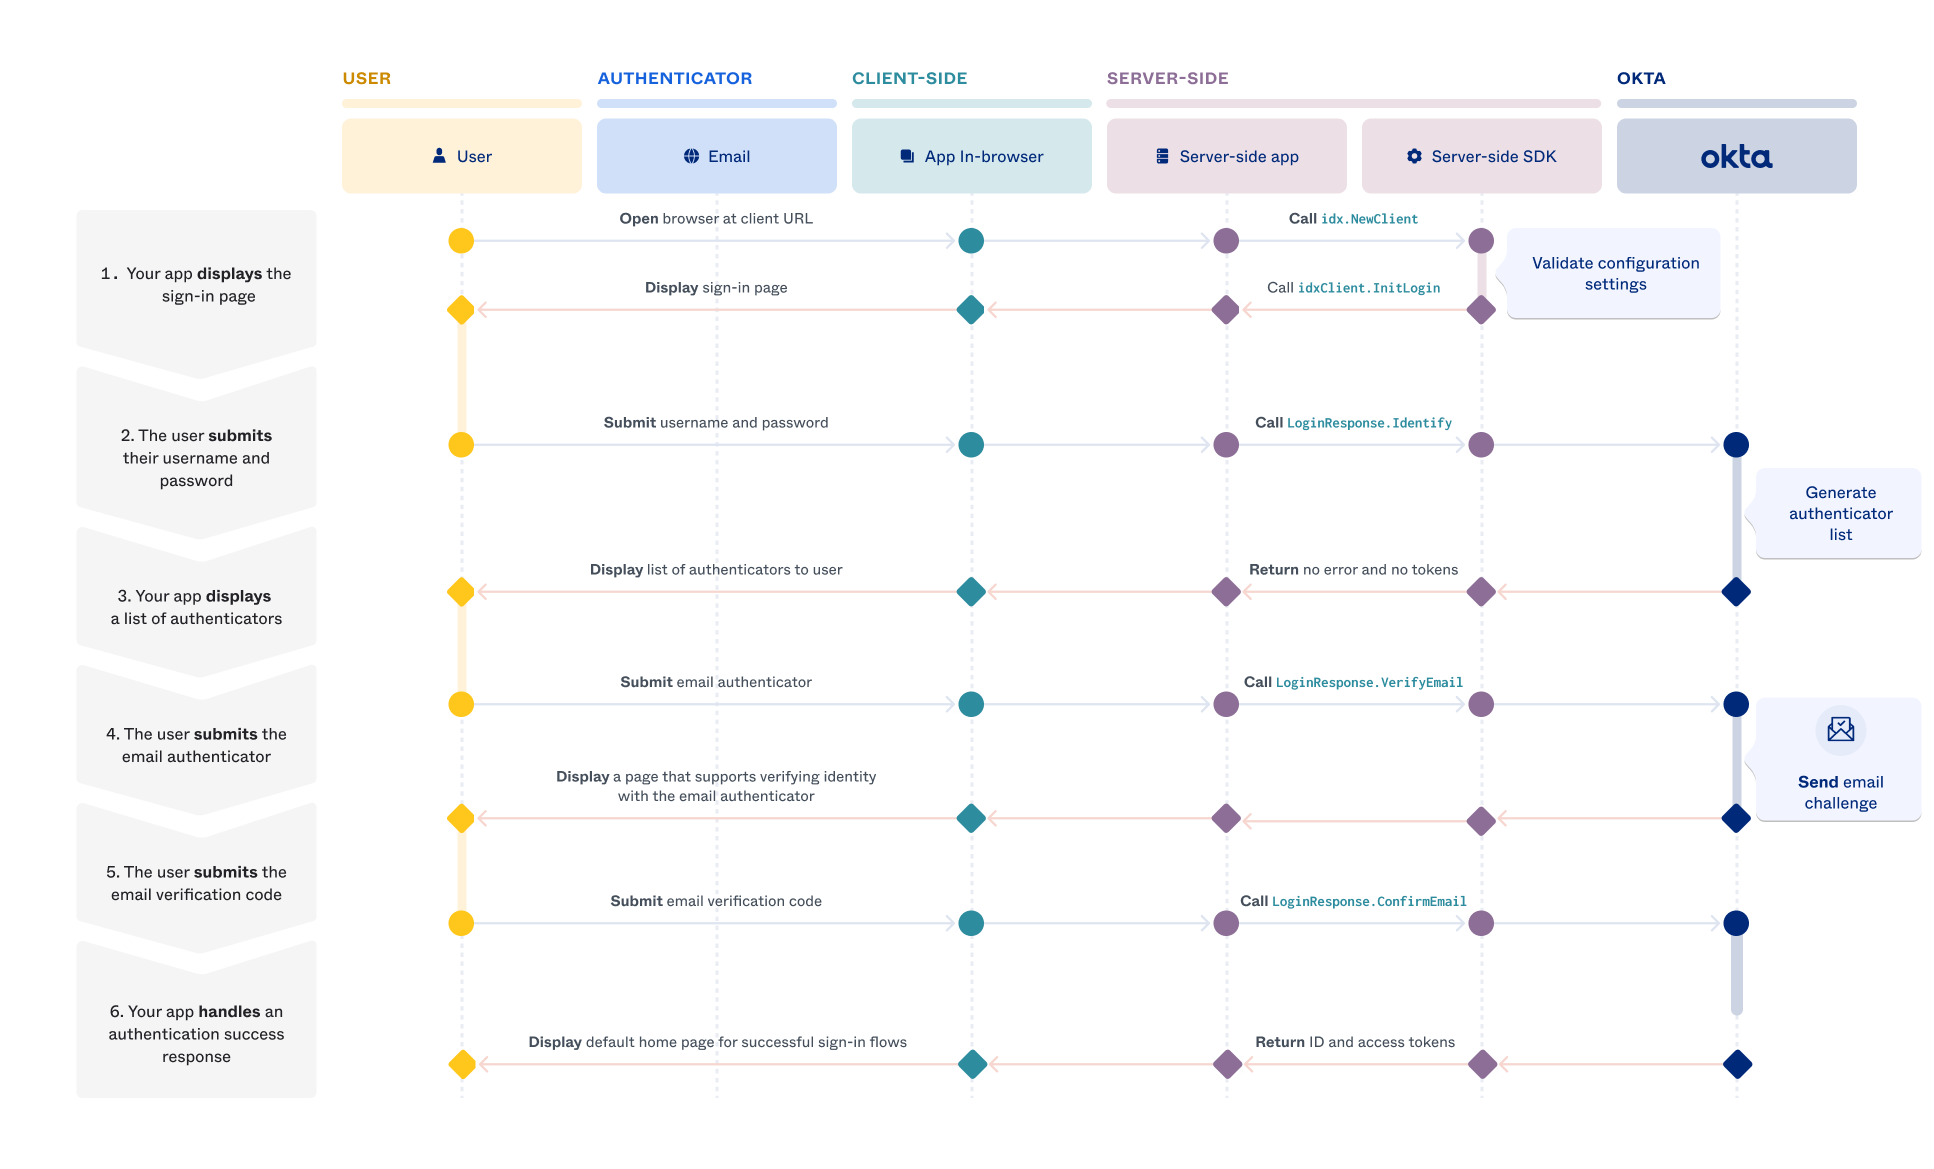 USER
AUTHENTICATOR
CLIENT-SIDE
SERVER-SIDE
OKTA
User
Email
App In-browser
Server-side app
Server-side SDK
okta
1. Your app displays the
sign-in page
Open browser at client URL
Call idx.NewClient
Validate configuration
settings
Display sign-in page
Call idxClient.InitLogin
2. The user submits
their username and
password
Submit username and password
Call LoginResponse.Identify
Generate
authenticator
list
3. Your app displays
a list of authenticators
Display list of authenticators to user
Return no error and no tokens
4. The user submits the
email authenticator
Submit email authenticator
Call LoginResponse.VerifyEmail
Send email
challenge
Display a page that supports verifying identity
with the email authenticator
5. The user submits the
email verification code
Submit email verification code
Call LoginResponse.ConfirmEmail
6. Your app handles an
authentication success
response
Display default home page for successful sign-in flows
Return ID and access tokens